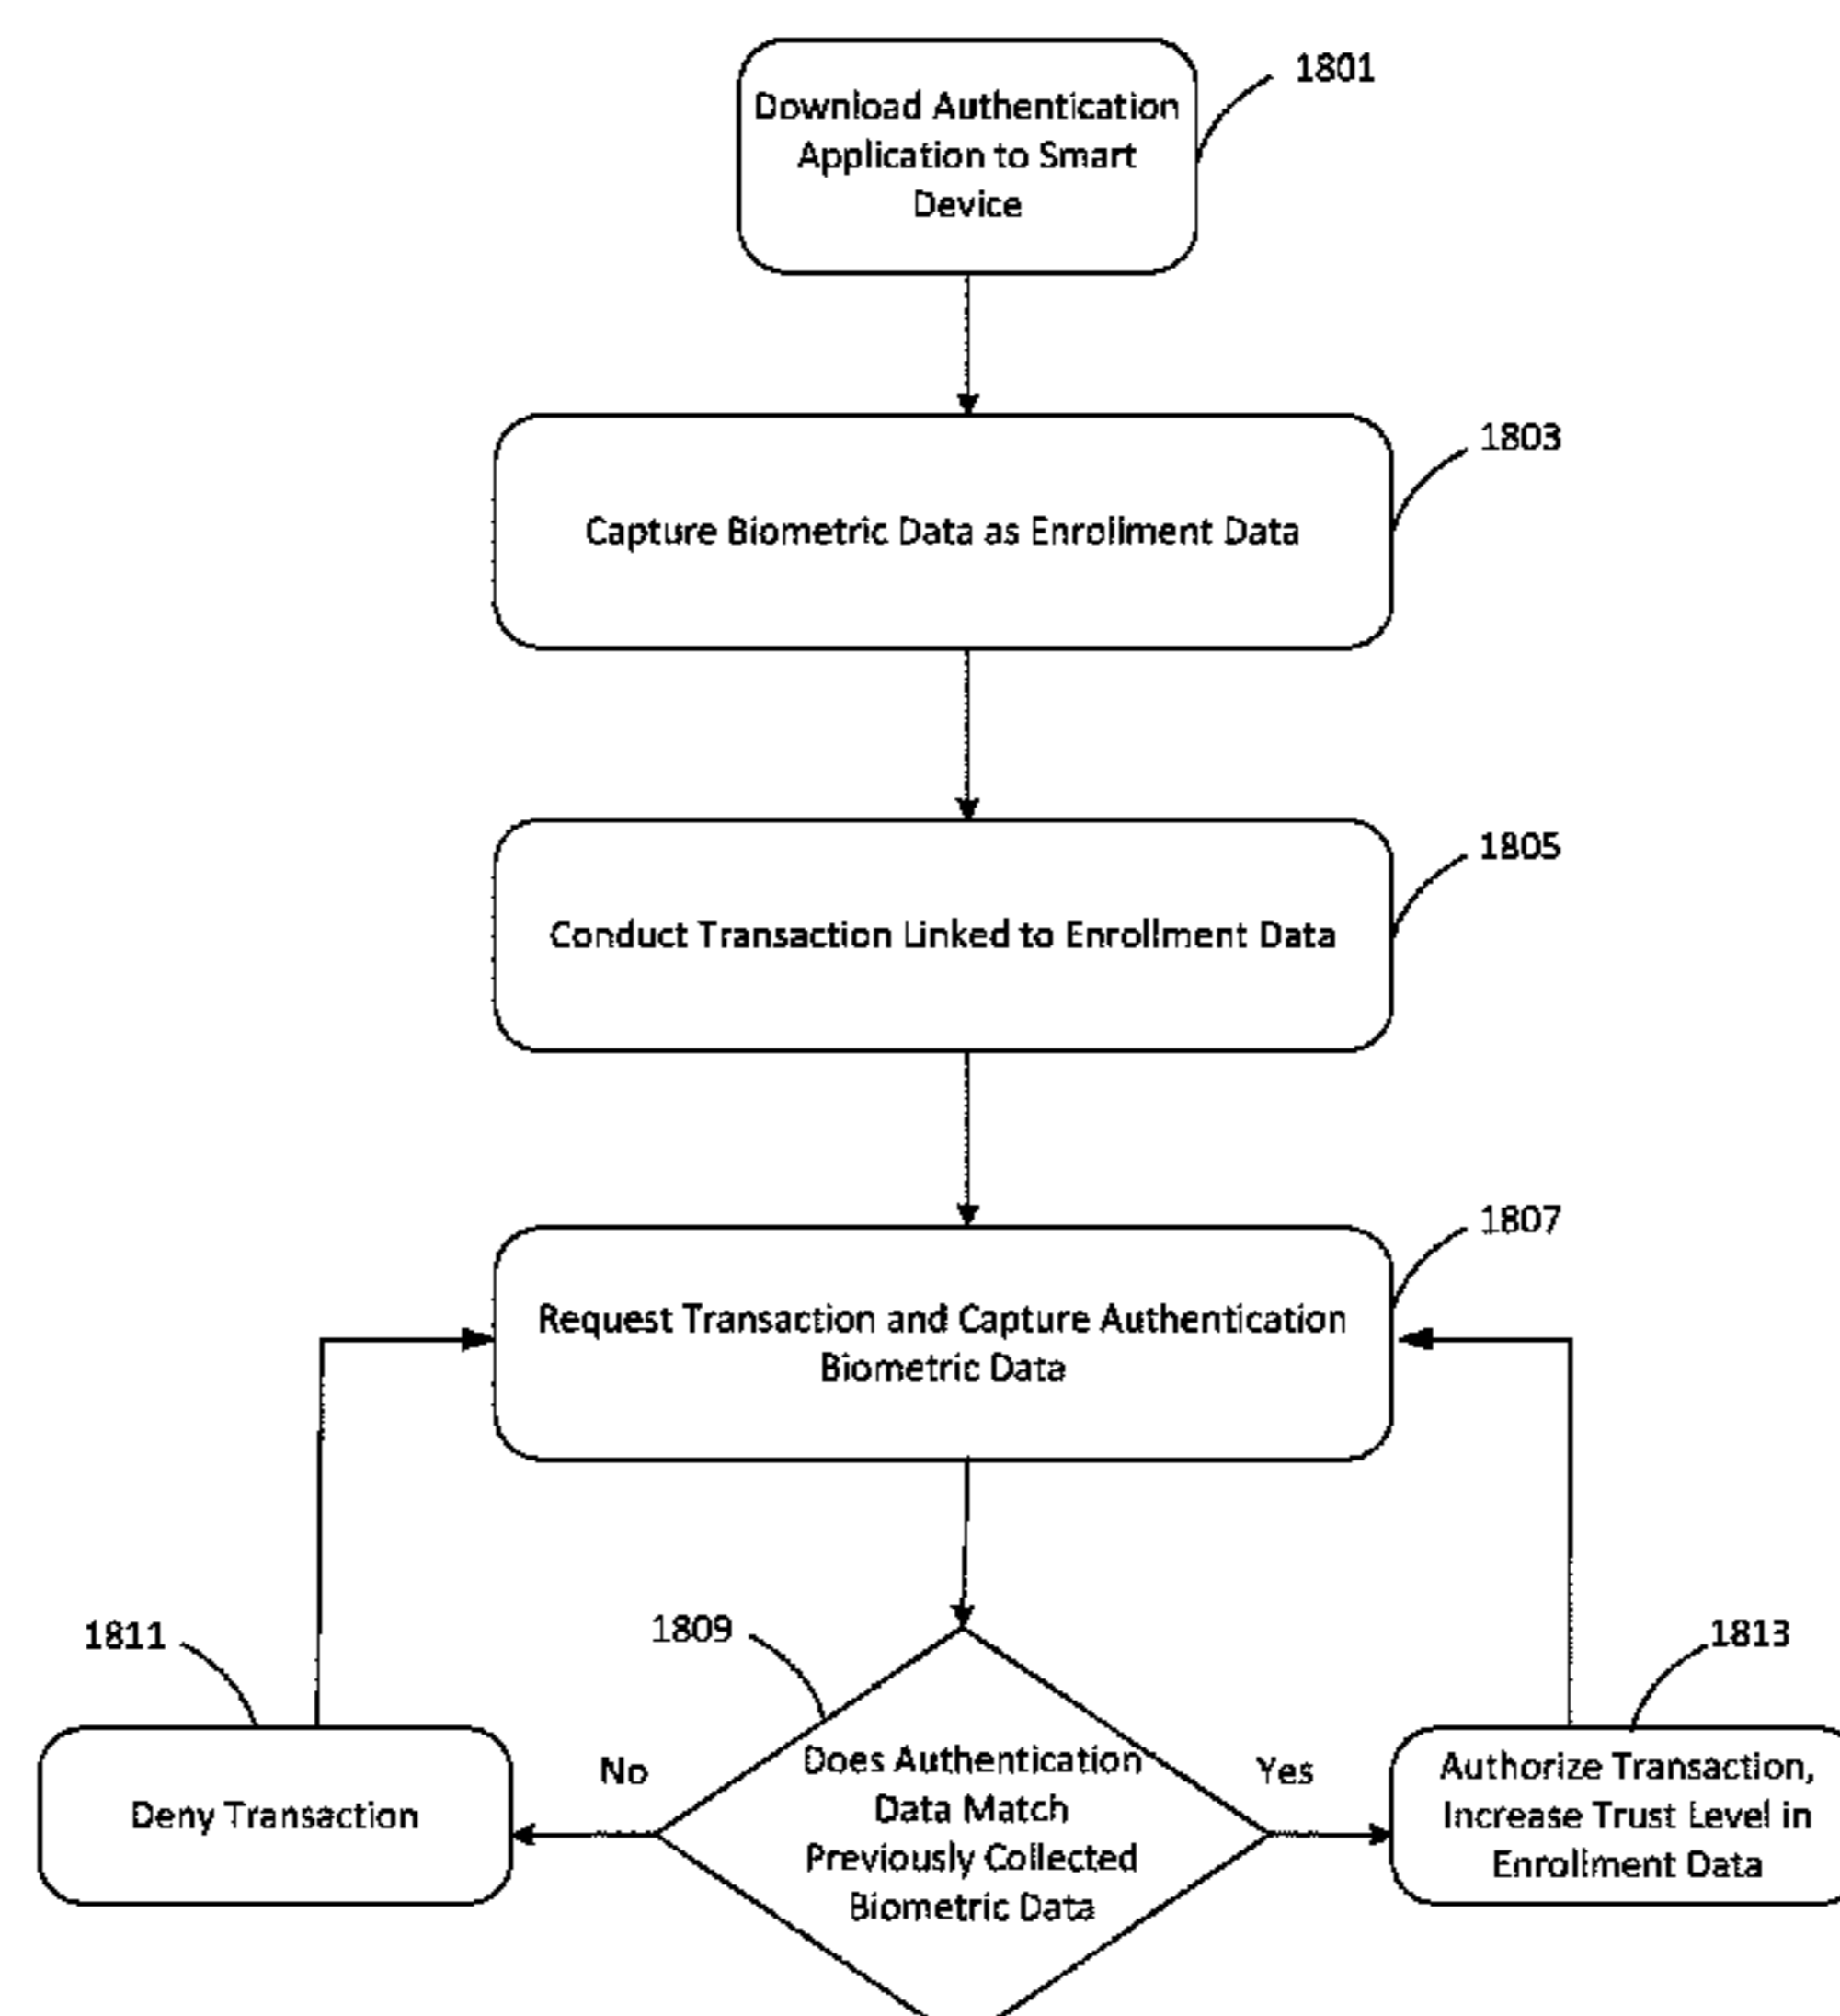 1801
Download Authentication
Application to Smart
Device
1803
Capture Biometric Data as Enrollment Data
1805
Conduct Transaction Linked to Enrollment Data
1807
Request Transaction and Capture Authentication
Biometric Data
1811
1809
1813
No
Yes
Deny Transaction
Does Authentication
Data Match
Previously Collected
Biometric Data
Authorize Transaction,
Increase Trust Level in
Enrollment Data